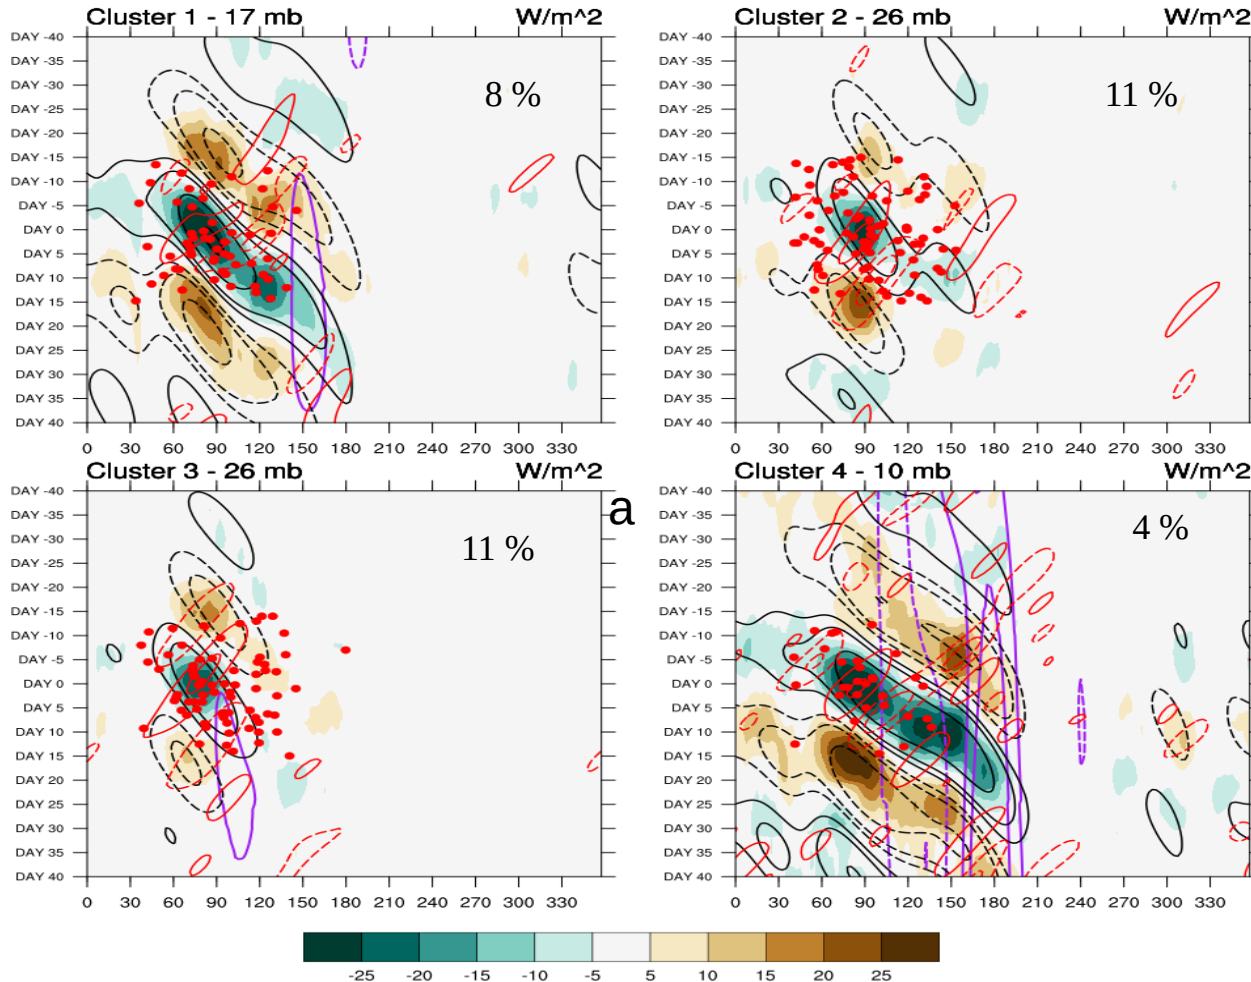 Cluster 1 - 17 mb W/m^2
8 %
DAY -40
DAY -35
DAY -30
DAY -25
DAY -20
DAY -15
DAY -10
DAY -5
DAY 0
DAY 5
DAY 10
DAY 15
DAY 20
DAY 25
DAY 30
DAY 35
DAY 40
0 30 60 90 120 150 180 210 240 270 300 330
Cluster 2 - 26 mb W/m^2
11 %
DAY -40
DAY -35
DAY -30
DAY -25
DAY -20
DAY -15
DAY -10
DAY -5
DAY 0
DAY 5
DAY 10
DAY 15
DAY 20
DAY 25
DAY 30
DAY 35
DAY 40
0 30 60 90 120 150 180 210 240 270 300 330
Cluster 3 - 26 mb W/m^2
a
11 %
DAY -40
DAY -35
DAY -30
DAY -25
DAY -20
DAY -15
DAY -10
DAY -5
DAY 0
DAY 5
DAY 10
DAY 15
DAY 20
DAY 25
DAY 30
DAY 35
DAY 40
0 30 60 90 120 150 180 210 240 270 300 330
Cluster 4 - 10 mb W/m^2
4 %
DAY -40
DAY -35
DAY -30
DAY -25
DAY -20
DAY -15
DAY -10
DAY -5
DAY 0
DAY 5
DAY 10
DAY 15
DAY 20
DAY 25
DAY 30
DAY 35
DAY 40
0 30 60 90 120 150 180 210 240 270 300 330
-25 -20 -15 -10 -5 5 10 15 20 25